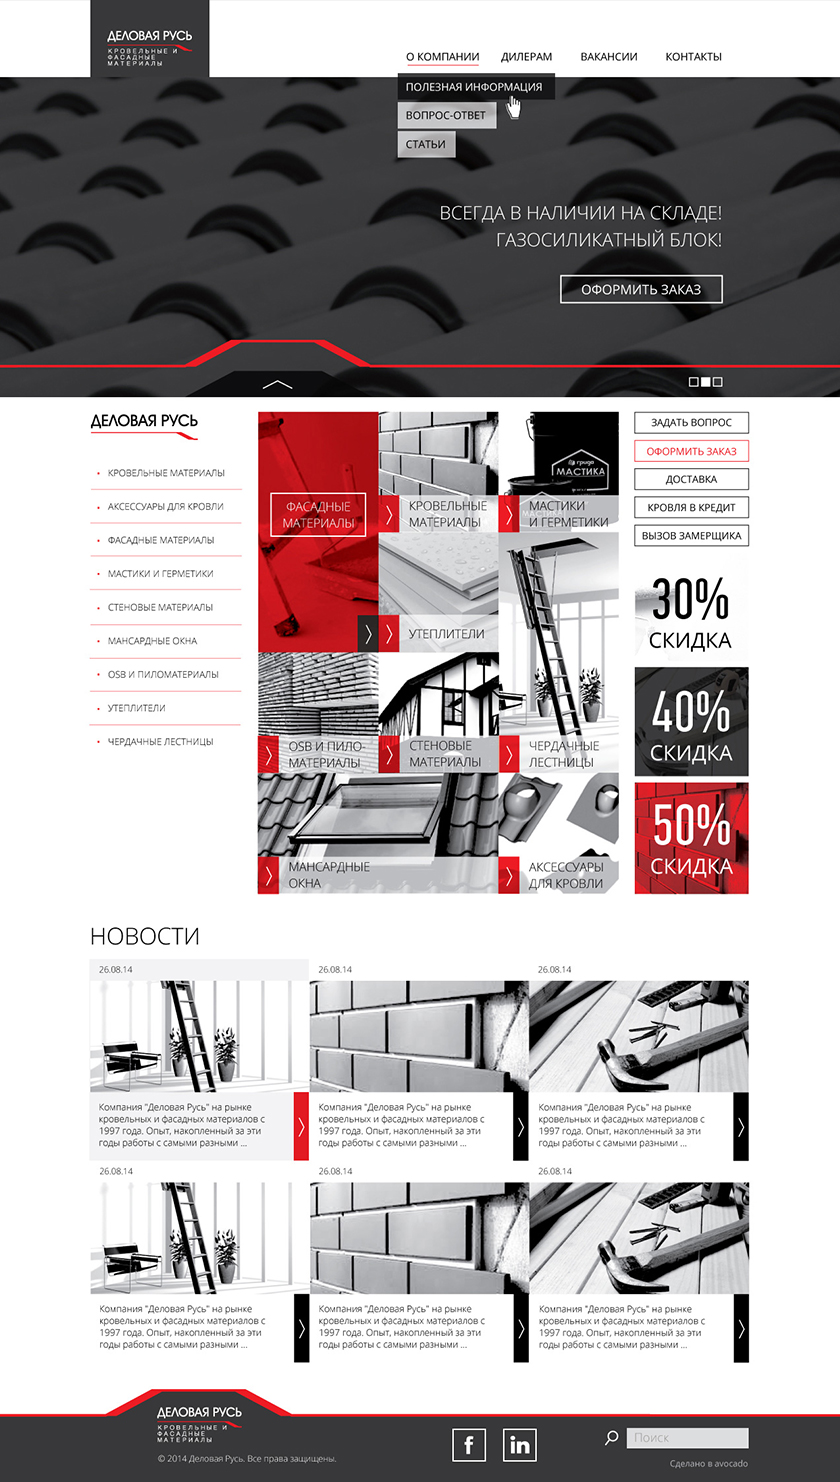 ДЕЛОВАЯ РУСЬ
КРОВЕЛЬНЫЕ И
ФАСАДНЫЕ
МАТЕРИАЛЫ
О КОМПАНИИ ДИЛЕРАМ ВАКАНСИИ КОНТАКТЫ
ПОЛЕЗНАЯ ИНФОРМАЦИЯ
ВОПРОС-ОТВЕТ
СТАТЬИ
ВСЕГДА В НАЛИЧИИ НА СКЛАДЕ!
ГАЗОСИЛИКАТНЫЙ БЛОК!
ОФОРМИТЬ ЗАКАЗ
ДЕЛОВАЯ РУСЬ
КРОВЕЛЬНЫЕ МАТЕРИАЛЫ
АКСЕССУАРЫ ДЛЯ КРОВЛИ
ФАСАДНЫЕ МАТЕРИАЛЫ
МАСТИКИ И ГЕРМЕТИКИ
СТЕНОВЫЕ МАТЕРИАЛЫ
МАНСАРДНЫЕ ОКНА
OSB И ПИЛОМАТЕРИАЛЫ
УТЕПЛИТЕЛИ
ЧЕРДАЧНЫЕ ЛЕСТНИЦЫ
ФАСАДНЫЕ
МАТЕРИАЛЫ
КРОВЕЛЬНЫЕ
МАТЕРИАЛЫ
грида
МАСТИКА
МАСТИКИ
И ГЕРМЕТИКИ
УТЕПЛИТЕЛИ
OSB И ПИЛО-
МАТЕРИАЛЫ
СТЕНОВЫЕ
МАТЕРИАЛЫ
ЧЕРДАЧНЫЕ
ЛЕСТНИЦЫ
МАНСАРДНЫЕ
ОКНА
АКСЕССУАРЫ
ДЛЯ КРОВЛИ
ЗАДАТЬ ВОПРОС
ОФОРМИТЬ ЗАКАЗ
ДОСТАВКА
КРОВЛЯ В КРЕДИТ
ВЫЗОВ ЗАМЕРЩИКА
30%
СКИДКА
40%
СКИДКА
50%
СКИДКА
НОВОСТИ
26.08.14
Компания "Деловая Русь" на рынке
кровельных и фасадных материалов с
1997 года. Опыт, накопленный за эти
годы работы с самыми разными ...
26.08.14
Компания "Деловая Русь" на рынке
кровельных и фасадных материалов с
1997 года. Опыт, накопленный за эти
годы работы с самыми разными ...
26.08.14
Компания "Деловая Русь" на рынке
кровельных и фасадных материалов с
1997 года. Опыт, накопленный за эти
годы работы с самыми разными ...
26.08.14
Компания "Деловая Русь" на рынке
кровельных и фасадных материалов с
1997 года. Опыт, накопленный за эти
годы работы с самыми разными ...
26.08.14
Компания "Деловая Русь" на рынке
кровельных и фасадных материалов с
1997 года. Опыт, накопленный за эти
годы работы с самыми разными ...
26.08.14
Компания "Деловая Русь" на рынке
кровельных и фасадных материалов с
1997 года. Опыт, накопленный за эти
годы работы с самыми разными ...
ДЕЛОВАЯ РУСЬ
КРОВЕЛЬНЫЕ И
ФАСАДНЫЕ
МАТЕРИАЛЫ
© 2014 Деловая Русь. Все права защищены.
f in
Поиск
Сделано в avocado